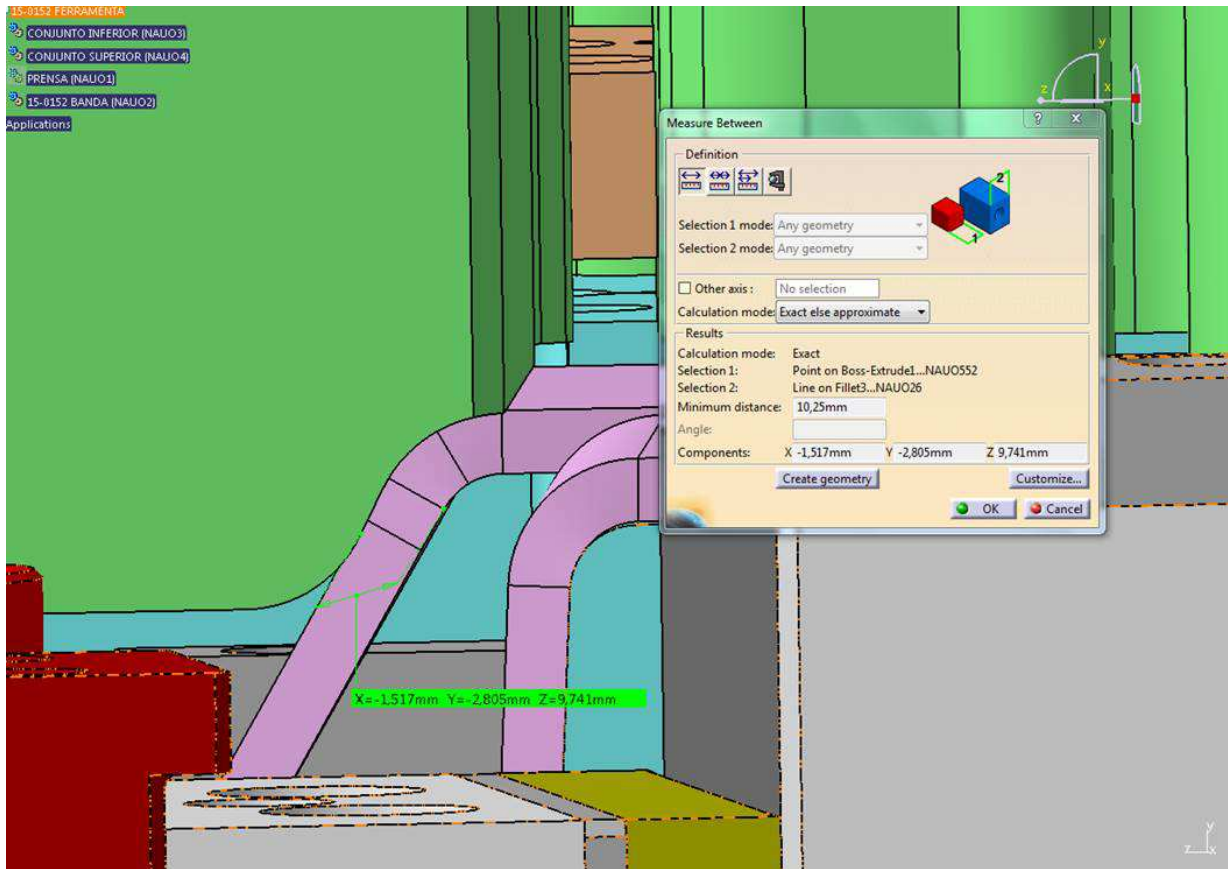 15-0152 FERRAMENTA
CONJUNTO INFERIOR (NAUO3)
CONJUNTO SUPERIOR (NAUO4)
PRENSA (NAUO1)
15-0152 BANDA (NAUO2)
Applications
y
z
x
Measure Between
? x
Definition
2
1
Selection 1 mode: Any geometry
Selection 2 mode: Any geometry
Other axis : No selection
Calculation mode: Exact else approximate
Results
Calculation mode: Exact
Selection 1: Point on Boss-Extrude1...NAUO552
Selection 2: Line on Fillet3...NAUO26
Minimum distance: 10,25mm
Angle:
Components: X -1,517mm Y -2,805mm Z 9,741mm
Create geometry Customize...
OK Cancel
X=-1,517mm Y=-2,805mm Z=9,741mm
y
z x